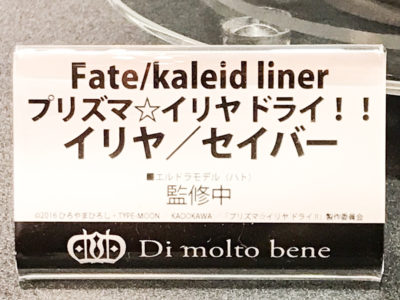 Fate/kaleid liner
プリズマ☆イリヤ ドライ！！
イリヤ／セイバー
■エルドラモデル（ハト）
監修中
©2016 ひろやまひろし・TYPE-MOON KADOKAWA 「プリズマ☆イリヤ ドライ!!」製作委員会
Di molto bene